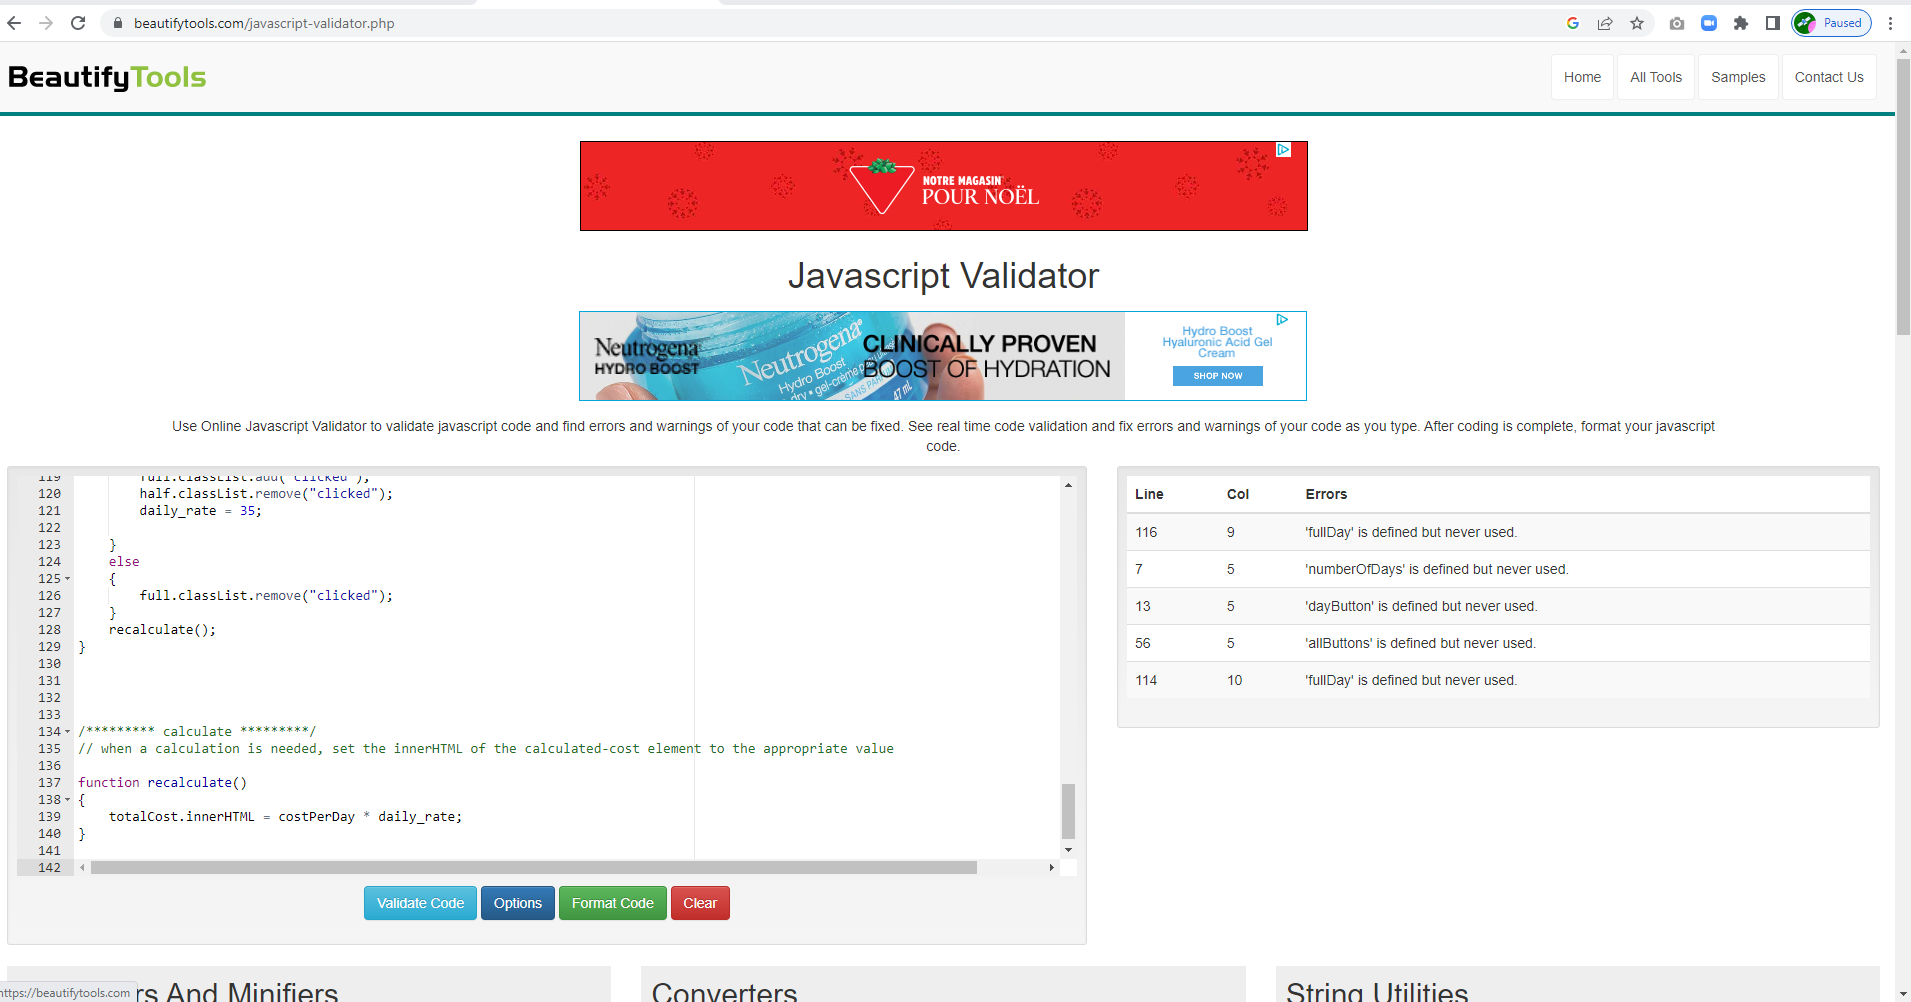 beautifytools.com/javascript-validator.php
Paused
BeautifyTools
Home
All Tools
Samples
Contact Us
NOTRE MAGASIN
POUR NOËL
Javascript Validator
Neutrogena
HYDRO BOOST
Neutrogena®
Hydro Boost
gel-crème
SANS
47 ml
CLINICALLY PROVEN
BOOST OF HYDRATION
Hydro Boost
Hyaluronic Acid Gel
Cream
SHOP NOW
Use Online Javascript Validator to validate javascript code and find errors and warnings of your code that can be fixed. See real time code validation and fix errors and warnings of your code as you type. After coding is complete, format your javascript
code.
119 full.classList.add("clicked");
120 half.classList.remove("clicked");
121 daily_rate = 35;
122
123 }
124 else
125 {
126 full.classList.remove("clicked");
127 }
128 recalculate();
129 }
130
131
132
133
134 /********* calculate *********/
135 // when a calculation is needed, set the innerHTML of the calculated-cost element to the appropriate value
136
137 function recalculate()
138 {
139 totalCost.innerHTML = costPerDay * daily_rate;
140 }
141
142
Validate Code
Options
Format Code
Clear
Line Col Errors
116 9 'fullDay' is defined but never used.
7 5 'numberOfDays' is defined but never used.
13 5 'dayButton' is defined but never used.
56 5 'allButtons' is defined but never used.
114 10 'fullDay' is defined but never used.
rs And Minifiers
Converters
String Utilities
https://beautifytools.com